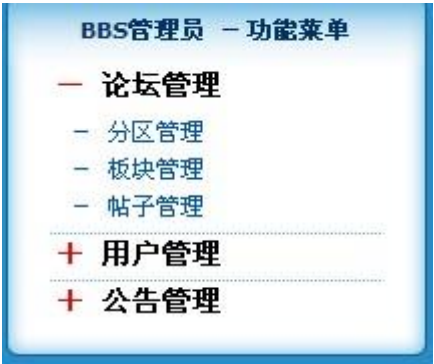 BBS管理员 －功能菜单
－ 论坛管理
－ 分区管理
－ 板块管理
－ 帖子管理
＋ 用户管理
＋ 公告管理